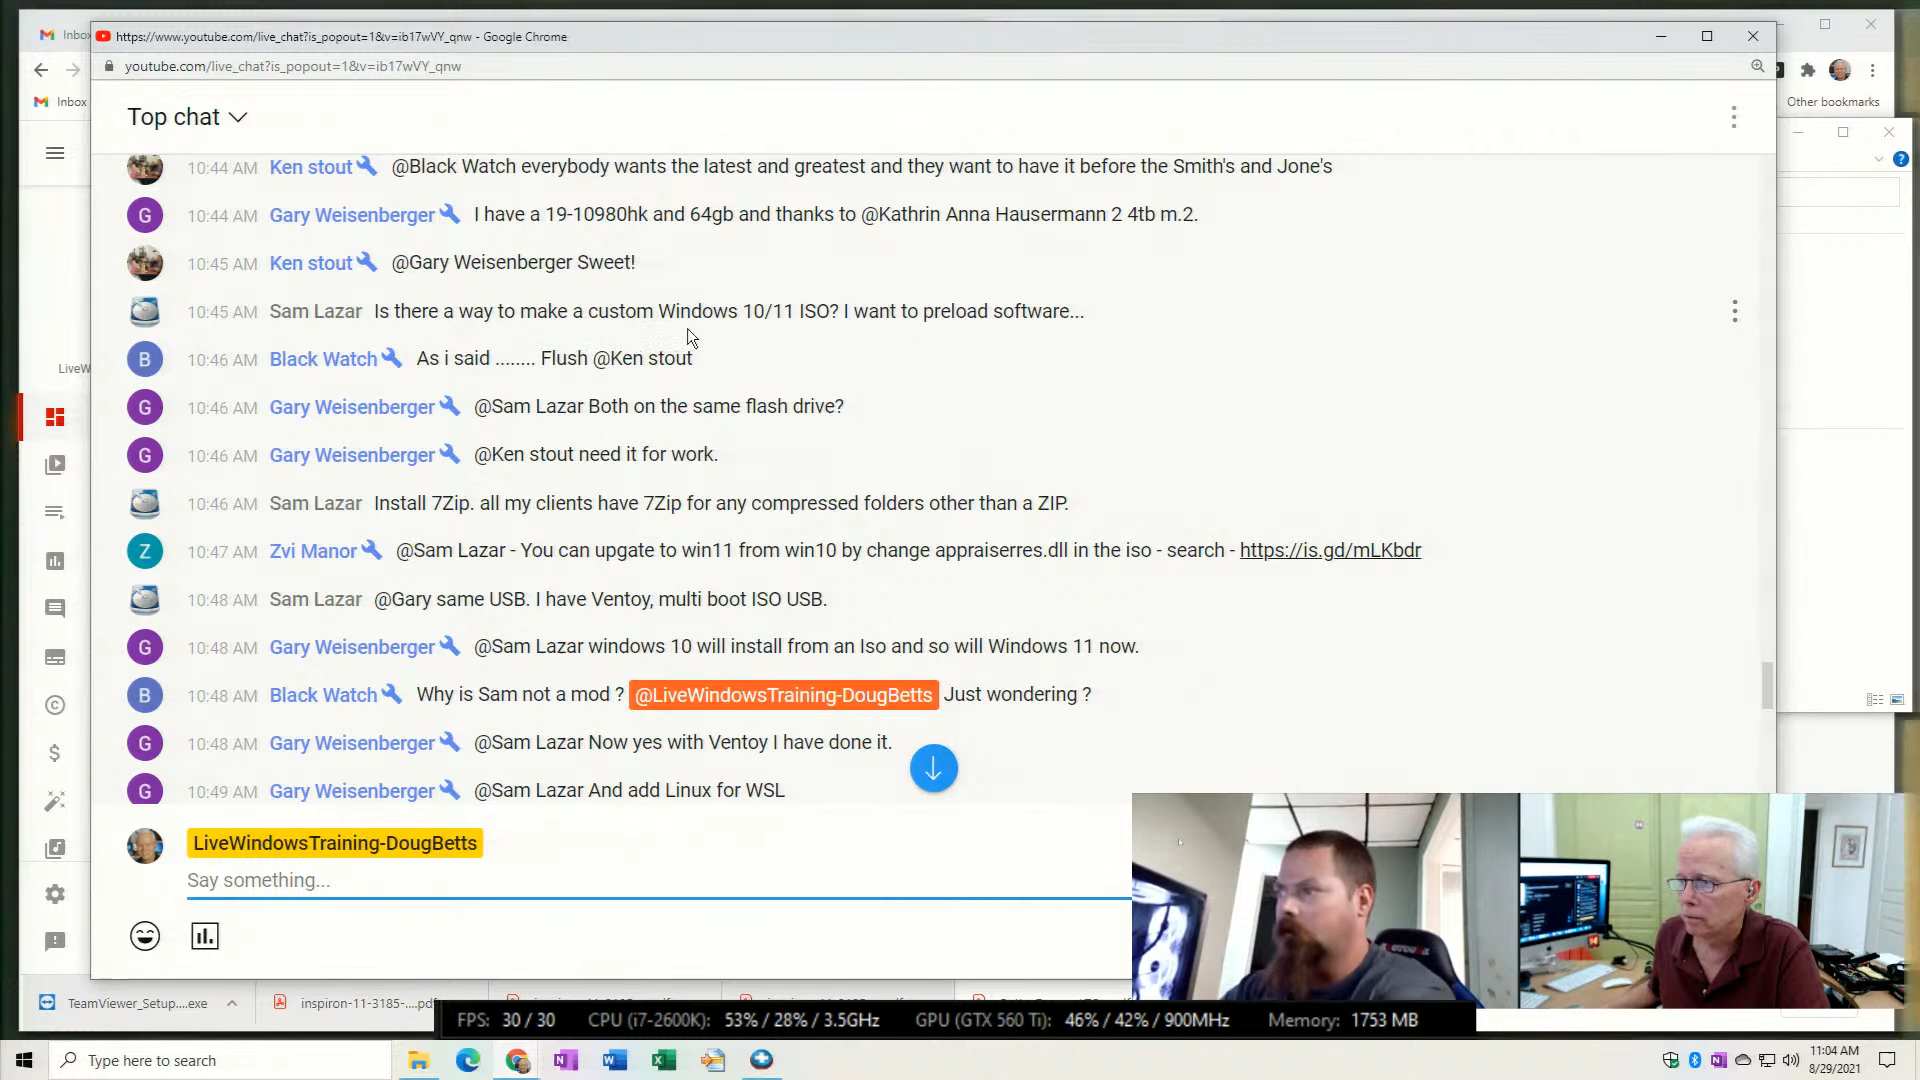 Inbo
https://www.youtube.com/live_chat?is_popout=1&v=ib17wVY_qnw - Google Chrome
youtube.com/live_chat?is_popout=1&v=ib17wVY_qnw
Inbox
Other bookmarks
Top chat
10:44 AM Ken stout @Black Watch everybody wants the latest and greatest and they want to have it before the Smith's and Jone's
G 10:44 AM Gary Weisenberger I have a 19-10980hk and 64gb and thanks to @Kathrin Anna Hausermann 2 4tb m.2.
10:45 AM Ken stout @Gary Weisenberger Sweet!
10:45 AM Sam Lazar Is there a way to make a custom Windows 10/11 ISO? I want to preload software...
B 10:46 AM Black Watch As i said ........ Flush @Ken stout
LiveW
G 10:46 AM Gary Weisenberger @Sam Lazar Both on the same flash drive?
G 10:46 AM Gary Weisenberger @Ken stout need it for work.
10:46 AM Sam Lazar Install 7Zip. all my clients have 7Zip for any compressed folders other than a ZIP.
Z 10:47 AM Zvi Manor @Sam Lazar - You can upgate to win11 from win10 by change appraiserres.dll in the iso - search - https://is.gd/mLKbdr
10:48 AM Sam Lazar @Gary same USB. I have Ventoy, multi boot ISO USB.
G 10:48 AM Gary Weisenberger @Sam Lazar windows 10 will install from an Iso and so will Windows 11 now.
B 10:48 AM Black Watch Why is Sam not a mod ? @LiveWindowsTraining-DougBetts Just wondering ?
G 10:48 AM Gary Weisenberger @Sam Lazar Now yes with Ventoy I have done it.
G 10:49 AM Gary Weisenberger @Sam Lazar And add Linux for WSL
LiveWindowsTraining-DougBetts
Say something...
TeamViewer_Setup....exe
inspiron-11-3185-....pdf
FPS: 30 / 30 CPU (i7-2600K): 53% / 28% / 3.5GHz GPU (GTX 560 Ti): 46% / 42% / 900MHz Memory: 1753 MB
Type here to search
11:04 AM
8/29/2021